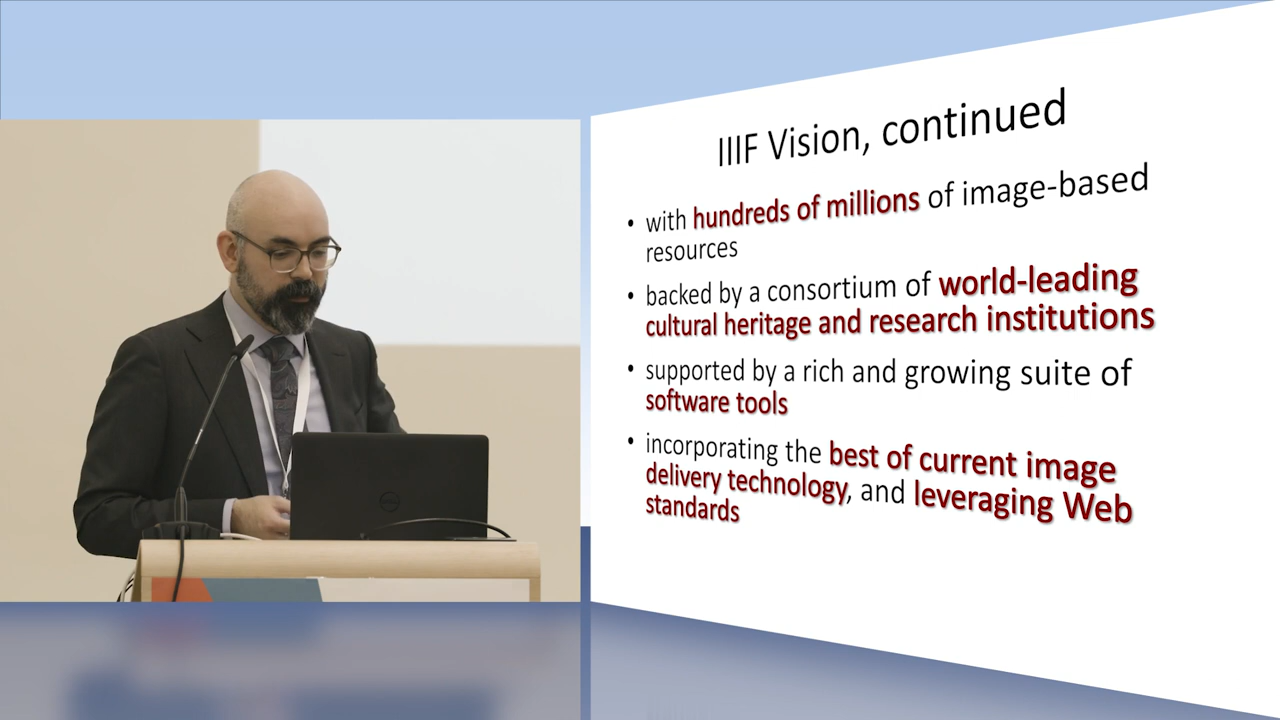 IIIF Vision, continued
• with hundreds of millions of image-based
resources
• backed by a consortium of world-leading
cultural heritage and research institutions
• supported by a rich and growing suite of
software tools
• incorporating the best of current image
delivery technology, and leveraging Web
standards